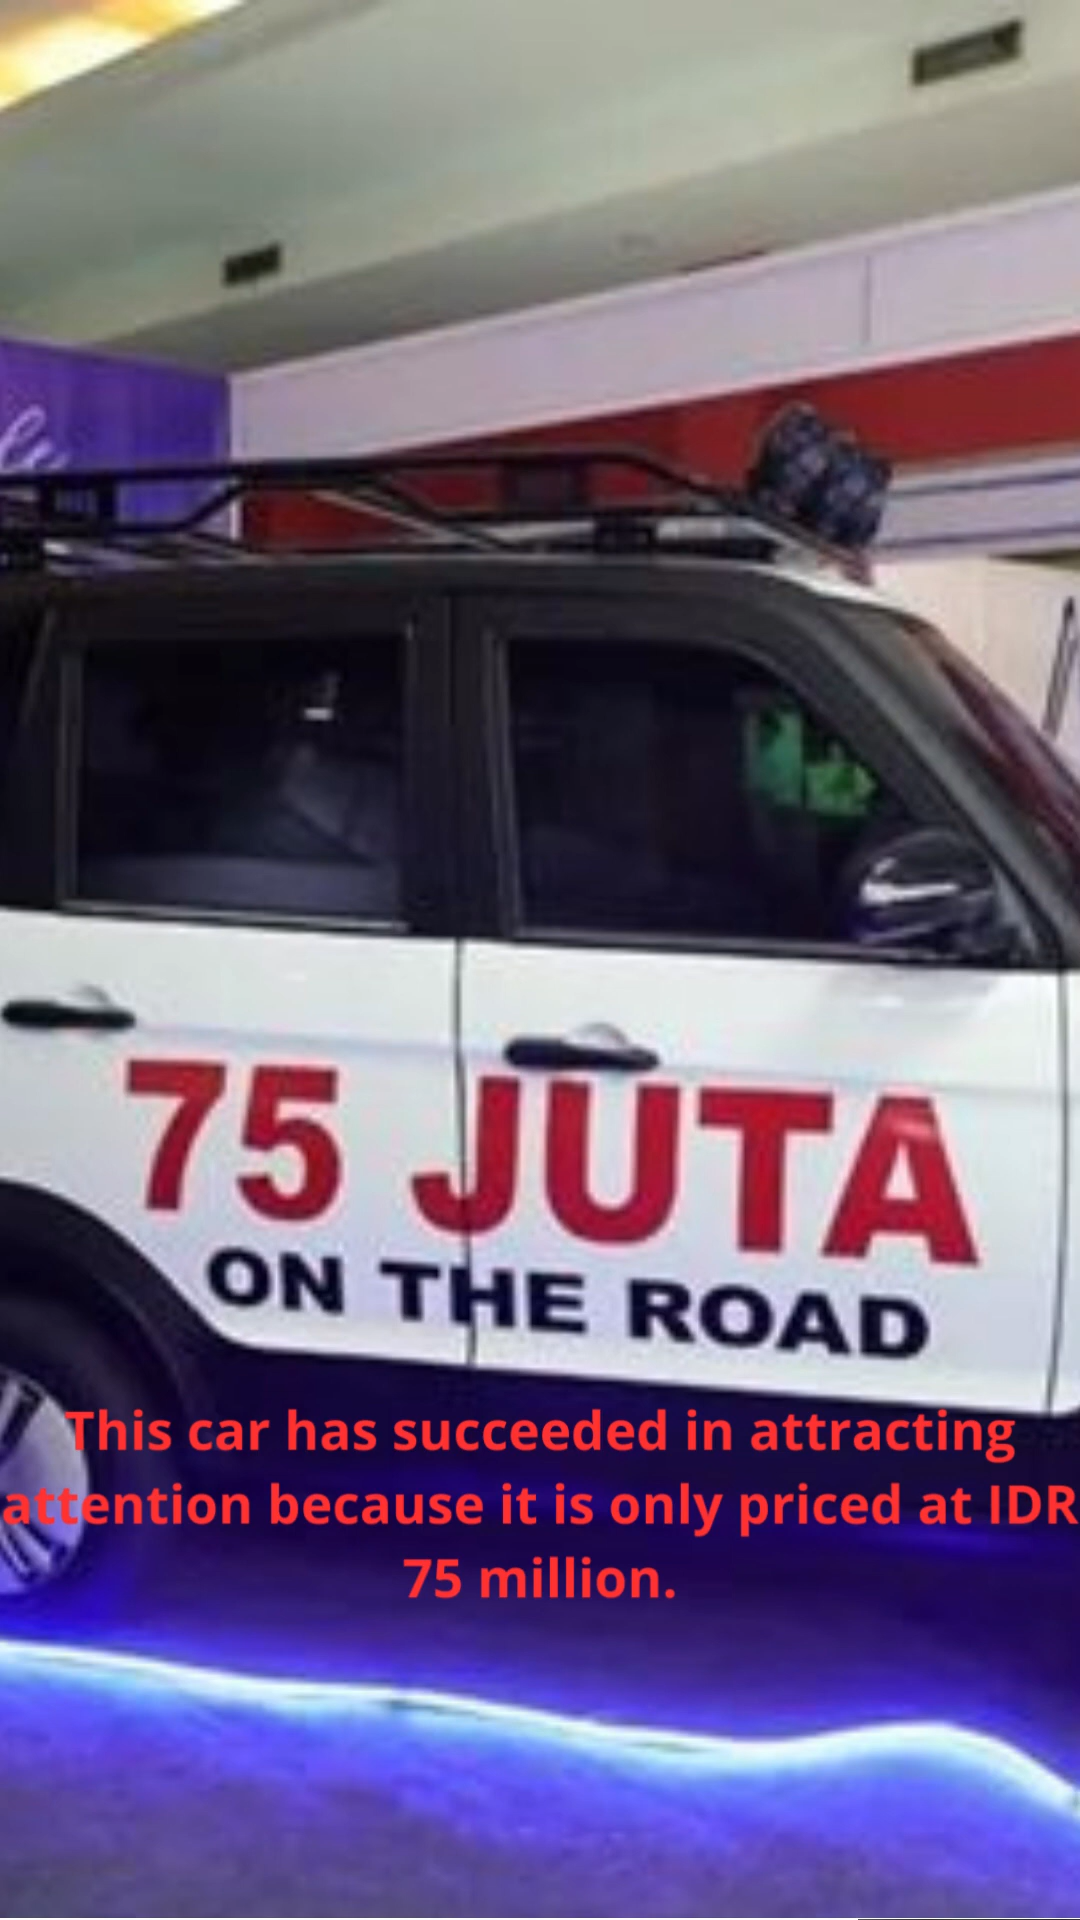 75 JUTA
ON THE ROAD
This car has succeeded in attracting
attention because it is only priced at IDR
75 million.